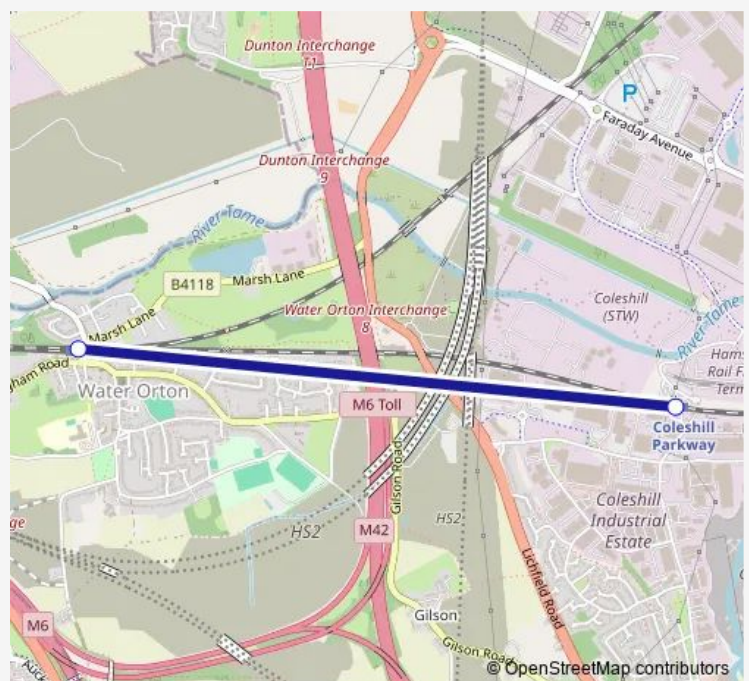 Dunton Interchange
11
Faraday Avenue
P
Dunton Interchange
9
River Tame
B4118
Marsh Lane
Coleshill
(STW)
Water Orton Interchange
8
Marsh Lane
River Tame
Hams
Rail F
Term
gham Road
Water Orton
M6 Toll
Coleshill
Parkway
Gilson Road
Coleshill
Industrial
Estate
HS2
HS2
ge
M42
Lichfield Road
M6
Gilson
Gilson Road
Auck
© OpenStreetMap contributors